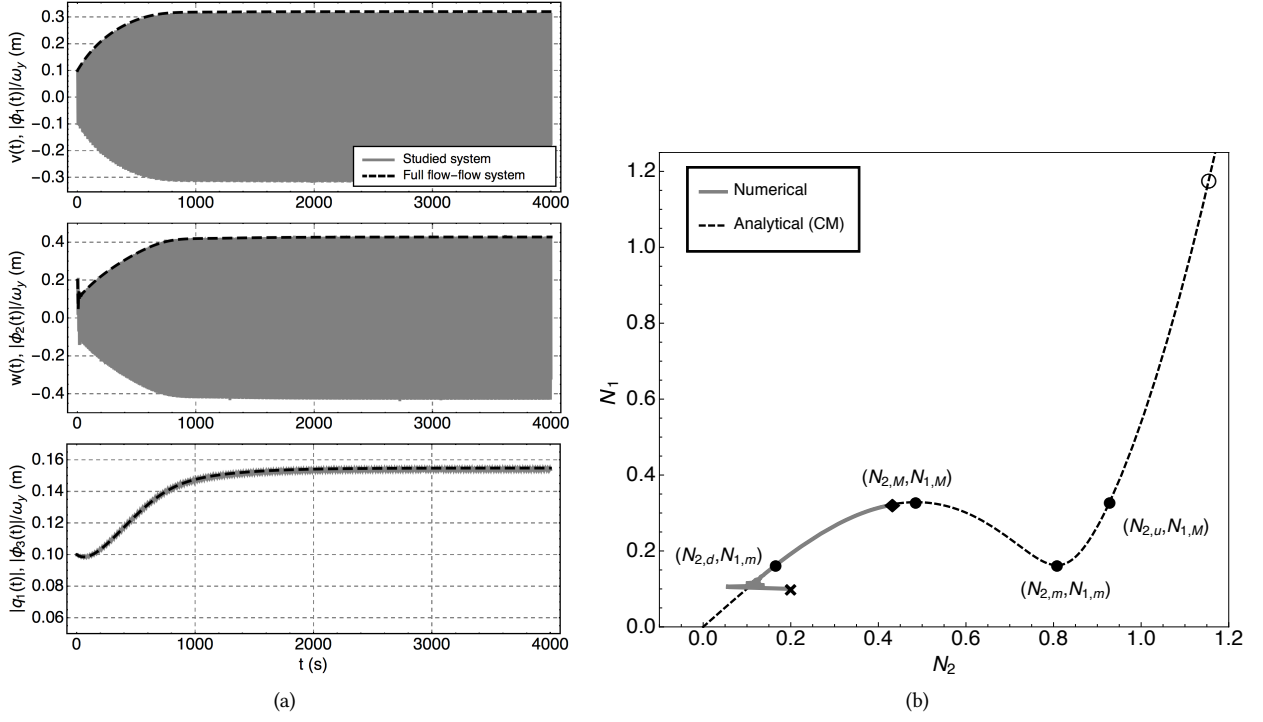 v(t), |ϕ1(t)|/ωy (m)
0.3
0.2
0.1
0.0
−0.1
−0.2
−0.3
Studied system
Full flow−flow system
0 1000 2000 3000 4000
w(t), |ϕ2(t)|/ωy (m)
0.4
0.2
0.0
−0.2
−0.4
0 1000 2000 3000 4000
|q1(t)|, |ϕ3(t)|/ωy (m)
0.16
0.14
0.12
0.10
0.08
0.06
0 1000 2000 3000 4000
t (s)
(a)
N1
1.2
1.0
0.8
0.6
0.4
0.2
0.0
Numerical
Analytical (CM)
(N2,M,N1,M)
(N2,d,N1,m)
(N2,u,N1,M)
(N2,m,N1,m)
0.0 0.2 0.4 0.6 0.8 1.0 1.2
N2
(b)